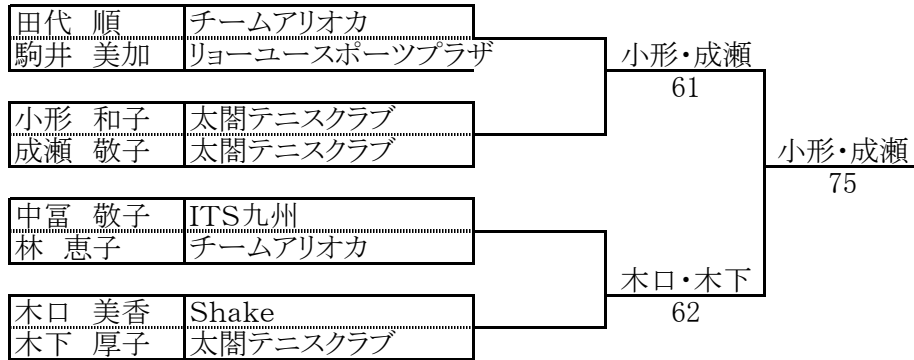 田代　順 チームアリオカ
駒井　美加 リョーユースポーツプラザ
小形・成瀬
61
小形　和子 太閤テニスクラブ
成瀬　敬子 太閤テニスクラブ
小形・成瀬
75
中冨　敬子 ITS九州
林　恵子 チームアリオカ
木口・木下
62
木口　美香 Shake
木下　厚子 太閤テニスクラブ